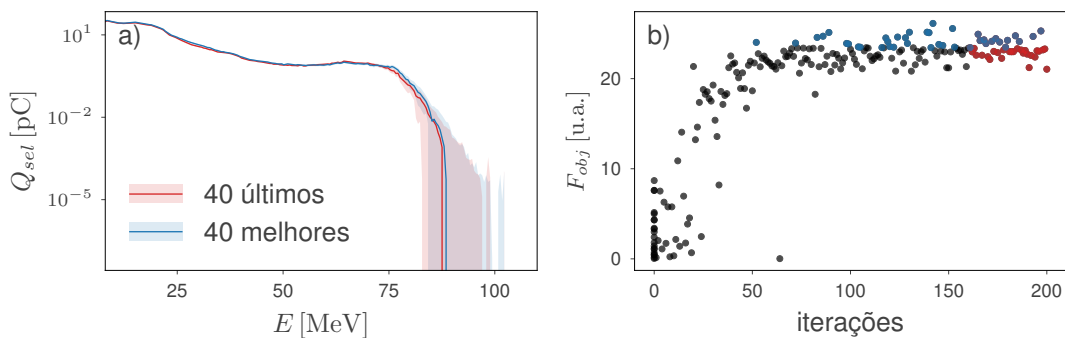 a)
10^1
10^-2
10^-5
Q_sel [pC]
40 últimos
40 melhores
25
50
75
100
E [MeV]
b)
20
10
0
F_obj [u.a.]
0
50
100
150
200
iterações